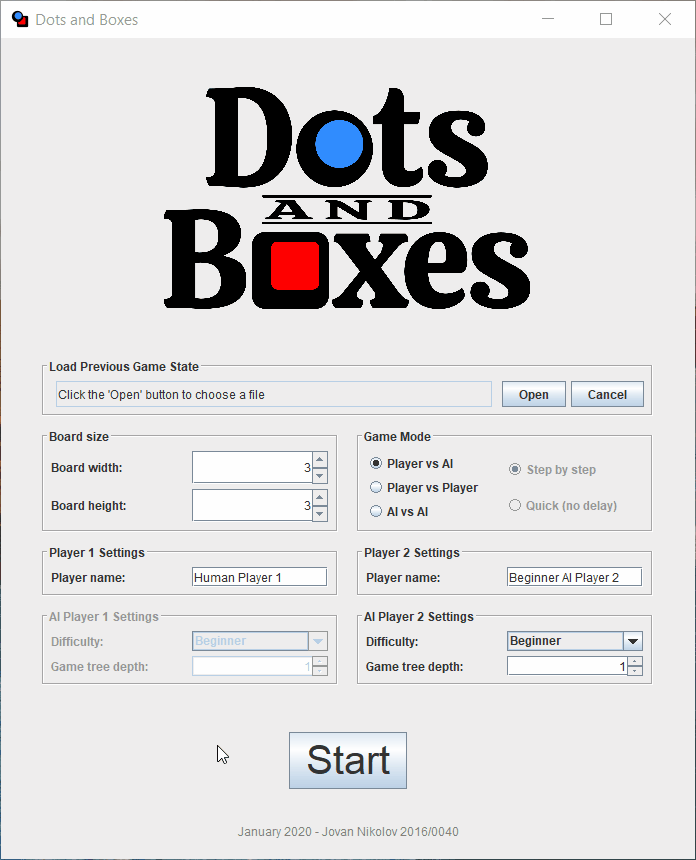 Dots and Boxes
Dots
AND
Boxes
Load Previous Game State
Click the 'Open' button to choose a file
Open
Cancel
Board size
Board width:
3
Board height:
3
Game Mode
Player vs AI
Player vs Player
AI vs AI
Step by step
Quick (no delay)
Player 1 Settings
Player name:
Human Player 1
Player 2 Settings
Player name:
Beginner AI Player 2
AI Player 1 Settings
Difficulty:
Beginner
Game tree depth:
1
AI Player 2 Settings
Difficulty:
Beginner
Game tree depth:
1
Start
January 2020 - Jovan Nikolov 2016/0040